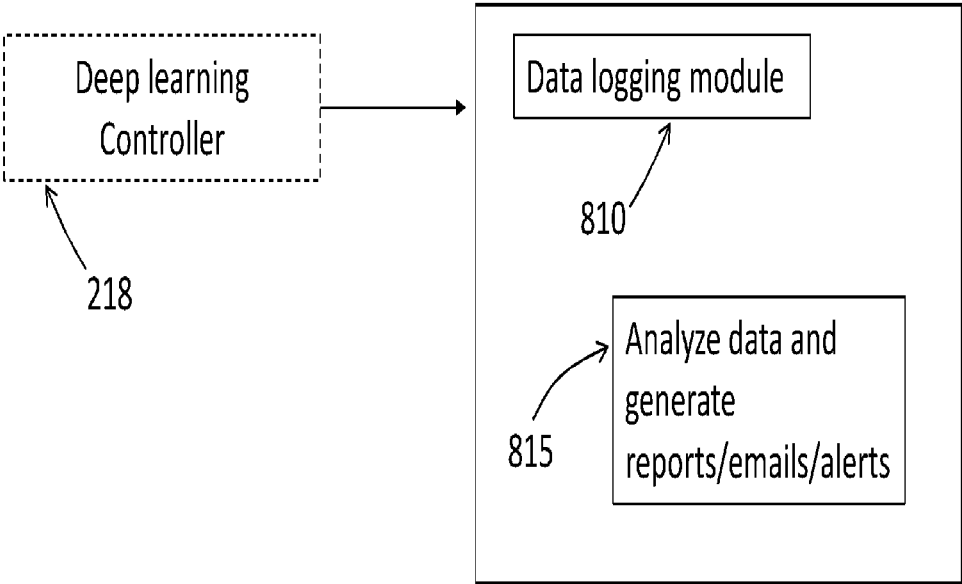 Deep learning
Controller
218
Data logging module
810
Analyze data and
generate
reports/emails/alerts
815